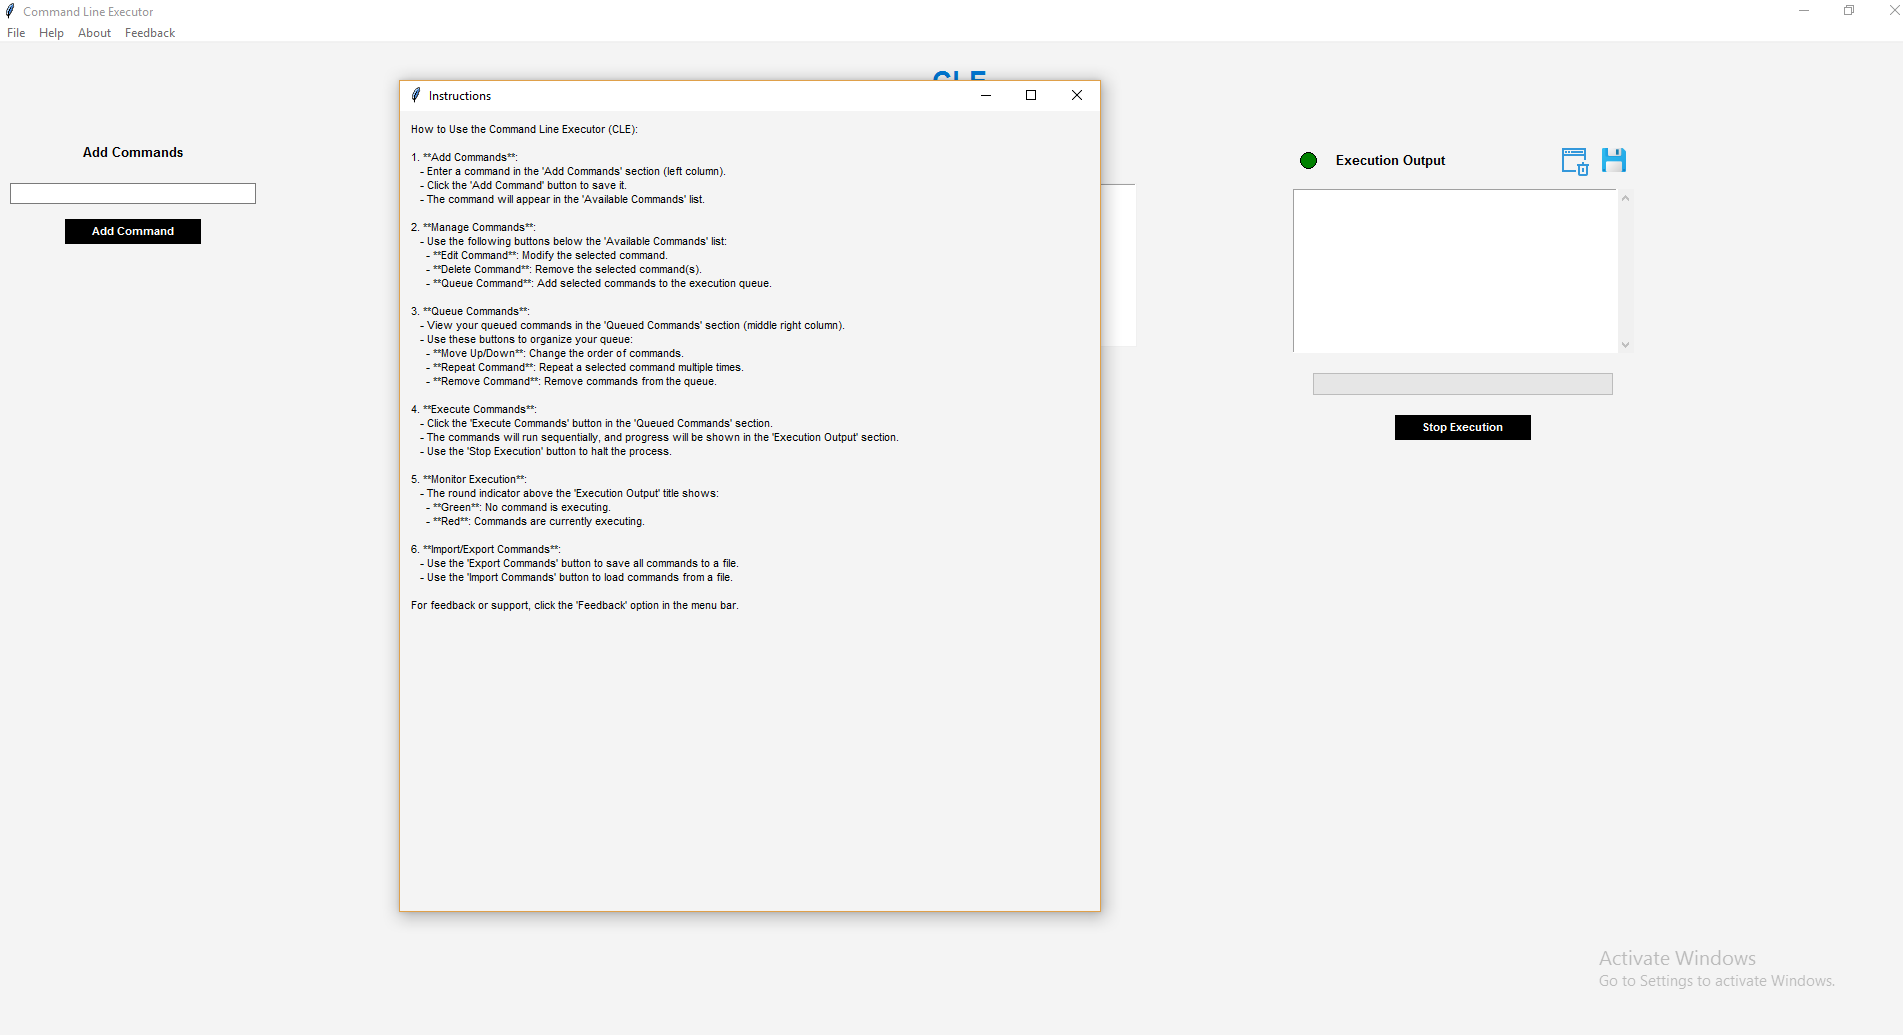 Command Line Executor
File Help About Feedback
CLE
Add Commands
Add Command
Instructions
How to Use the Command Line Executor (CLE):
1. **Add Commands**:
- Enter a command in the 'Add Commands' section (left column).
- Click the 'Add Command' button to save it.
- The command will appear in the 'Available Commands' list.
2. **Manage Commands**:
- Use the following buttons below the 'Available Commands' list:
- **Edit Command**: Modify the selected command.
- **Delete Command**: Remove the selected command(s).
- **Queue Command**: Add selected commands to the execution queue.
3. **Queue Commands**:
- View your queued commands in the 'Queued Commands' section (middle right column).
- Use these buttons to organize your queue:
- **Move Up/Down**: Change the order of commands.
- **Repeat Command**: Repeat a selected command multiple times.
- **Remove Command**: Remove commands from the queue.
4. **Execute Commands**:
- Click the 'Execute Commands' button in the 'Queued Commands' section.
- The commands will run sequentially, and progress will be shown in the 'Execution Output' section.
- Use the 'Stop Execution' button to halt the process.
5. **Monitor Execution**:
- The round indicator above the 'Execution Output' title shows:
- **Green**: No command is executing.
- **Red**: Commands are currently executing.
6. **Import/Export Commands**:
- Use the 'Export Commands' button to save all commands to a file.
- Use the 'Import Commands' button to load commands from a file.
For feedback or support, click the 'Feedback' option in the menu bar.
Execution Output
Stop Execution
Activate Windows
Go to Settings to activate Windows.